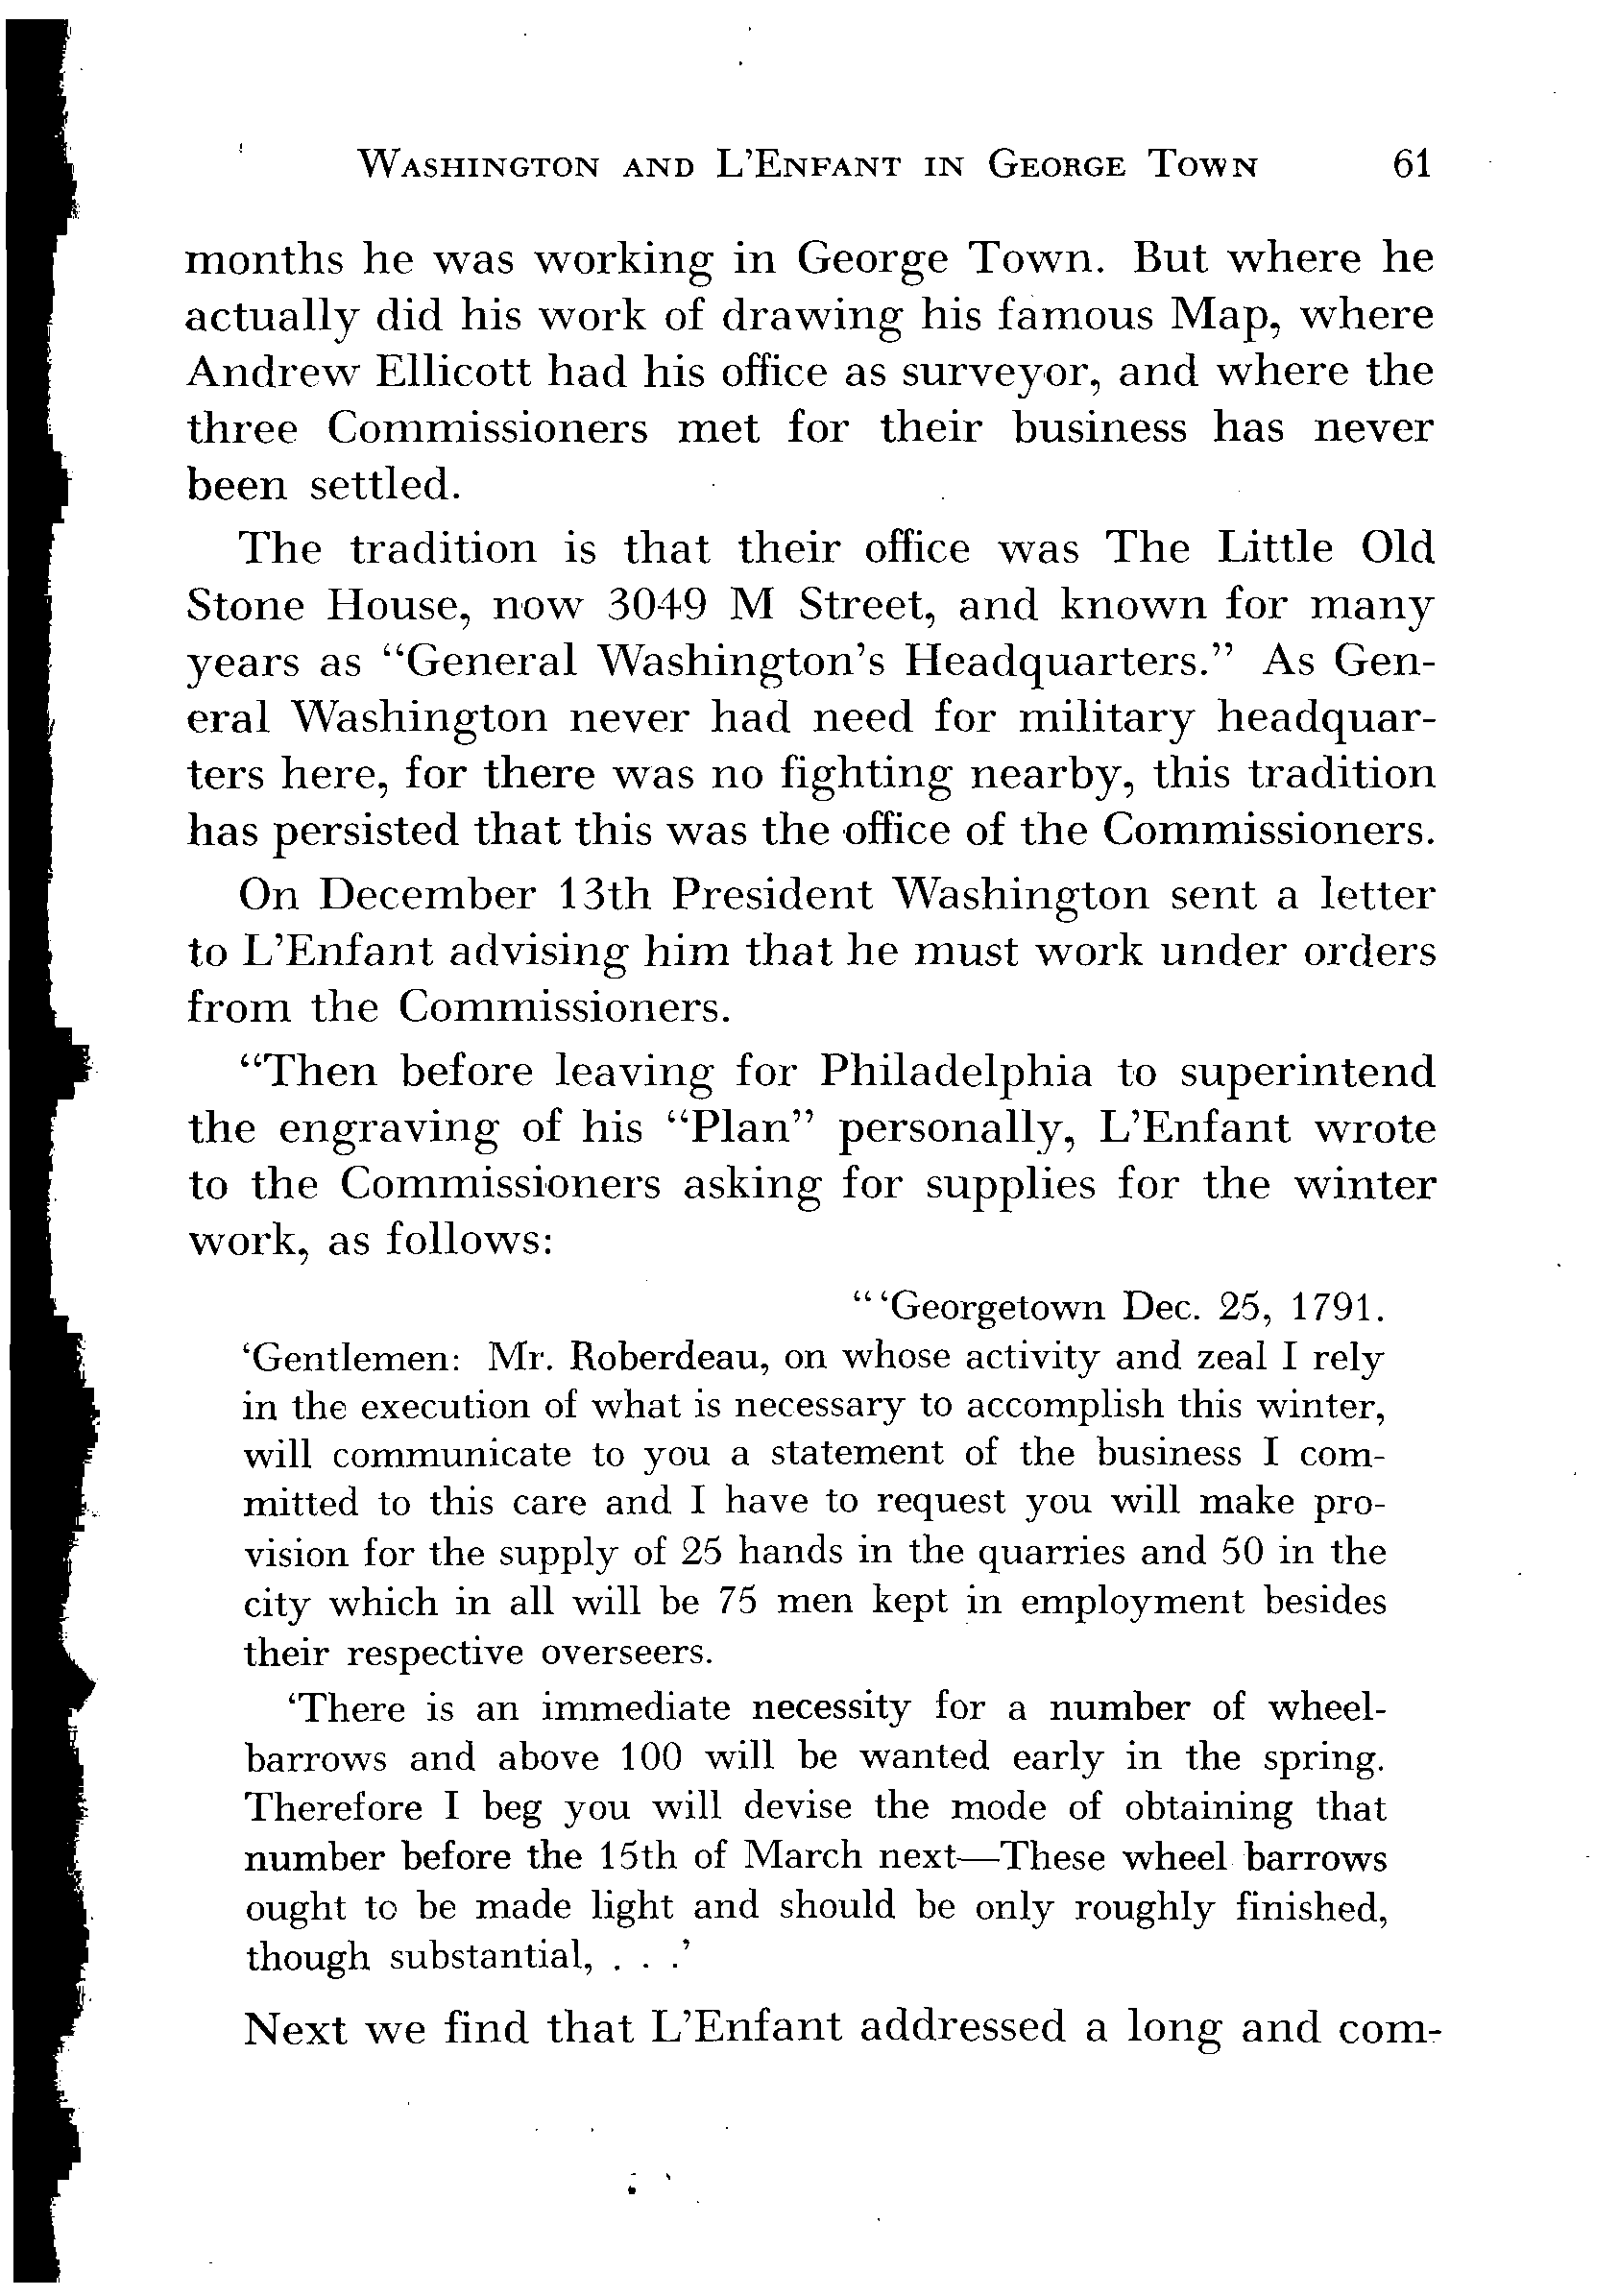 WASHINGTON AND L'ENFANT IN GEORGE TOWN 61
months he was working in George Town. But where he
actually did his work of drawing his famous Map, where
Andrew Ellicott had his office as surveyor, and where the
three Commissioners met for their business has never
been settled.
The tradition is that their office was The Little Old
Stone House, now 3049 M Street, and known for many
years as “General Washington's Headquarters.” As Gen-
eral Washington never had need for military headquar-
ters here, for there was no fighting nearby, this tradition
has persisted that this was the office of the Commissioners.
On December 13th President Washington sent a letter
to L'Enfant advising him that he must work under orders
from the Commissioners.
“Then before leaving for Philadelphia to superintend
the engraving of his “Plan” personally, L'Enfant wrote
to the Commissioners asking for supplies for the winter
work, as follows:
“ ‘Georgetown Dec. 25, 1791.
‘Gentlemen: Mr. Roberdeau, on whose activity and zeal I rely
in the execution of what is necessary to accomplish this winter,
will communicate to you a statement of the business I com-
mitted to this care and I have to request you will make pro-
vision for the supply of 25 hands in the quarries and 50 in the
city which in all will be 75 men kept in employment besides
their respective overseers.
‘There is an immediate necessity for a number of wheel-
barrows and above 100 will be wanted early in the spring.
Therefore I beg you will devise the mode of obtaining that
number before the 15th of March next—These wheel barrows
ought to be made light and should be only roughly finished,
though substantial, . . .’
Next we find that L'Enfant addressed a long and com-